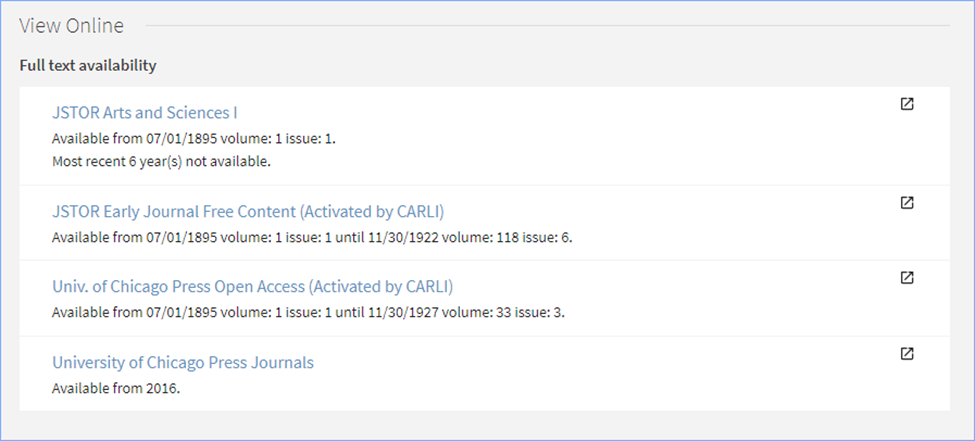 View Online
Full text availability
JSTOR Arts and Sciences I
Available from 07/01/1895 volume: 1 issue: 1.
Most recent 6 year(s) not available.
JSTOR Early Journal Free Content (Activated by CARLI)
Available from 07/01/1895 volume: 1 issue: 1 until 11/30/1922 volume: 118 issue: 6.
Univ. of Chicago Press Open Access (Activated by CARLI)
Available from 07/01/1895 volume: 1 issue: 1 until 11/30/1927 volume: 33 issue: 3.
University of Chicago Press Journals
Available from 2016.